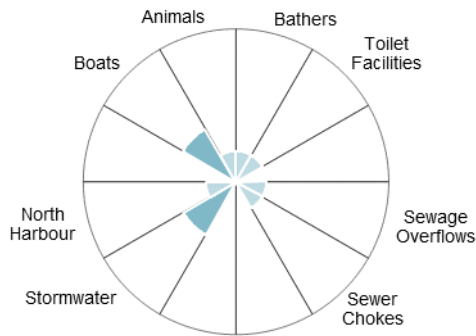 Animals
Bathers
Toilet
Facilities
Boats
North
Harbour
Sewage
Overflows
Stormwater
Sewer
Chokes